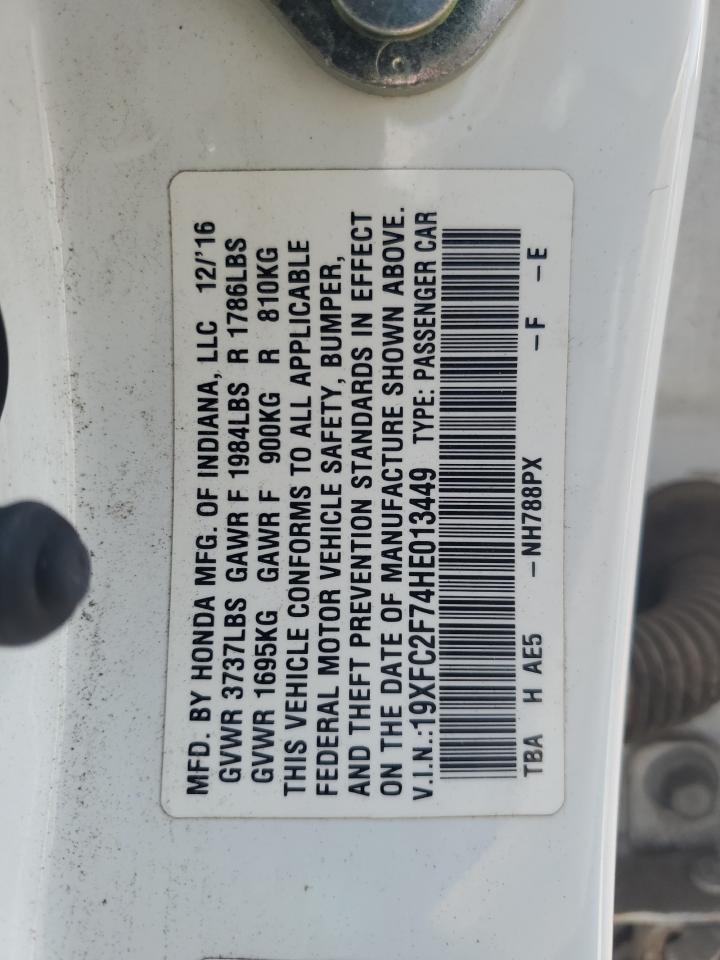 MFD. BY HONDA MFG. OF INDIANA, LLC 12/'16
GVWR 3737LBS GAWR F 1984LBS R 1786LBS
GVWR 1695KG GAWR F 900KG R 810KG
THIS VEHICLE CONFORMS TO ALL APPLICABLE
FEDERAL MOTOR VEHICLE SAFETY, BUMPER,
AND THEFT PREVENTION STANDARDS IN EFFECT
ON THE DATE OF MANUFACTURE SHOWN ABOVE.
V.I.N.:19XFC2F74HE013449 TYPE: PASSENGER CAR
TBA H AE5 -NH788PX -F -E